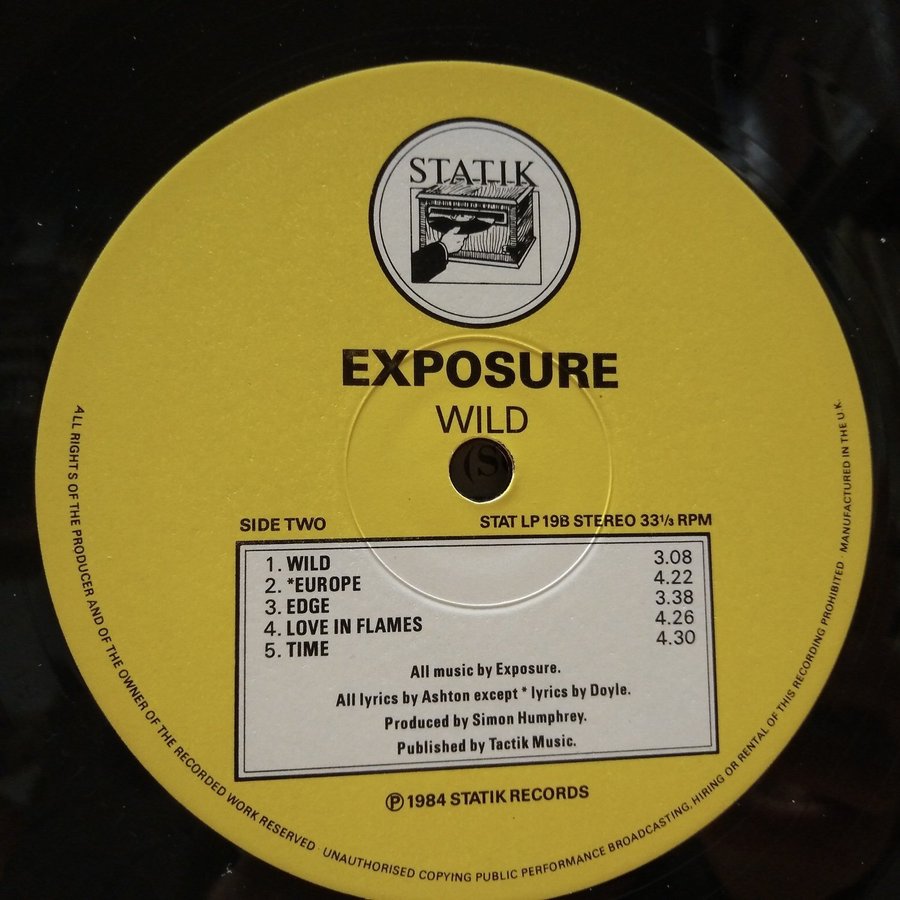 STATIK
EXPOSURE
WILD
(S
SIDE TWO
STAT LP 19B STEREO 33⅓ RPM
1. WILD 3.08
2. *EUROPE 4.22
3. EDGE 3.38
4. LOVE IN FLAMES 4.26
5. TIME 4.30
All music by Exposure.
All lyrics by Ashton except * lyrics by Doyle.
Produced by Simon Humphrey.
Published by Tactik Music.
Ⓟ 1984 STATIK RECORDS
ALL RIGHTS OF THE PRODUCER AND OF THE OWNER OF THE RECORDED WORK RESERVED · UNAUTHORISED COPYING PUBLIC PERFORMANCE BROADCASTING, HIRING OR RENTAL OF THIS RECORDING PROHIBITED · MANUFACTURED IN THE U.K.